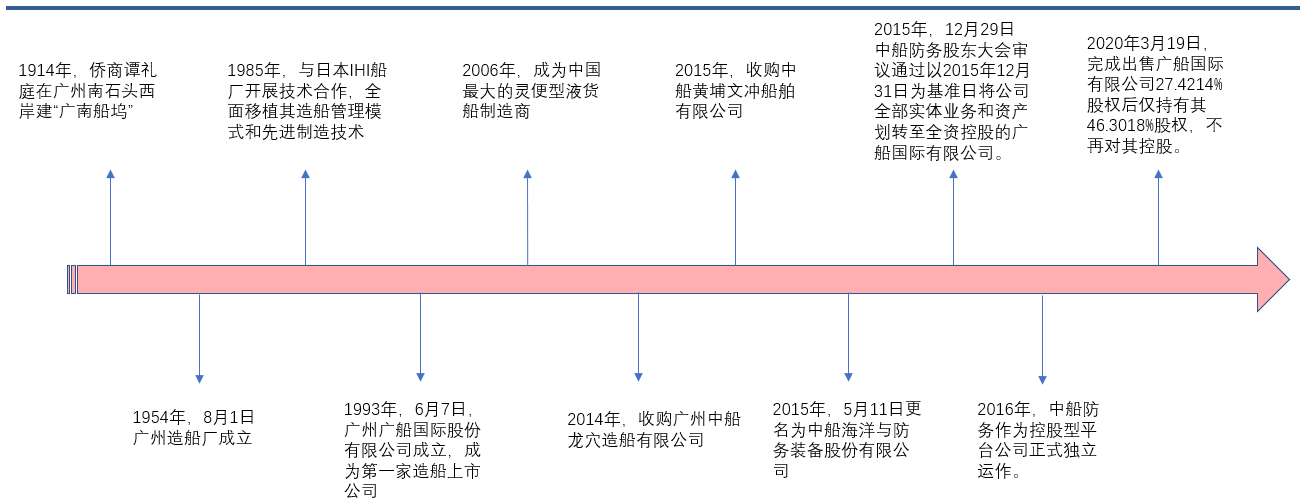 1914年，侨商谭礼
庭在广州南石头西
岸建“广南船坞”
1985年，与日本IHI船
厂开展技术合作，全
面移植其造船管理模
式和先进制造技术
2006年，成为中国
最大的灵便型液货
船制造商
2015年，收购中
船黄埔文冲船舶
有限公司
2015年，12月29日
中船防务股东大会审
议通过以2015年12月
31日为基准日将公司
全部实体业务和资产
划转至全资控股的广
船国际有限公司。
2020年3月19日，
完成出售广船国际
有限公司27.4214%
股权后仅持有其
46.3018%股权，不
再对其控股。
1954年，8月1日
广州造船厂成立
1993年，6月7日，
广州广船国际股份
有限公司成立，成
为第一家造船上市
公司
2014年，收购广州中船
龙穴造船有限公司
2015年，5月11日更
名为中船海洋与防
务装备股份有限公
司
2016年，中船防
务作为控股型平
台公司正式独立
运作。